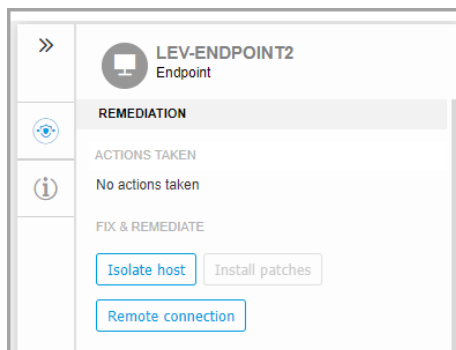 LEV-ENDPOINT2
Endpoint
REMEDIATION
ACTIONS TAKEN
No actions taken
FIX & REMEDIATE
Isolate host Install patches
Remote connection